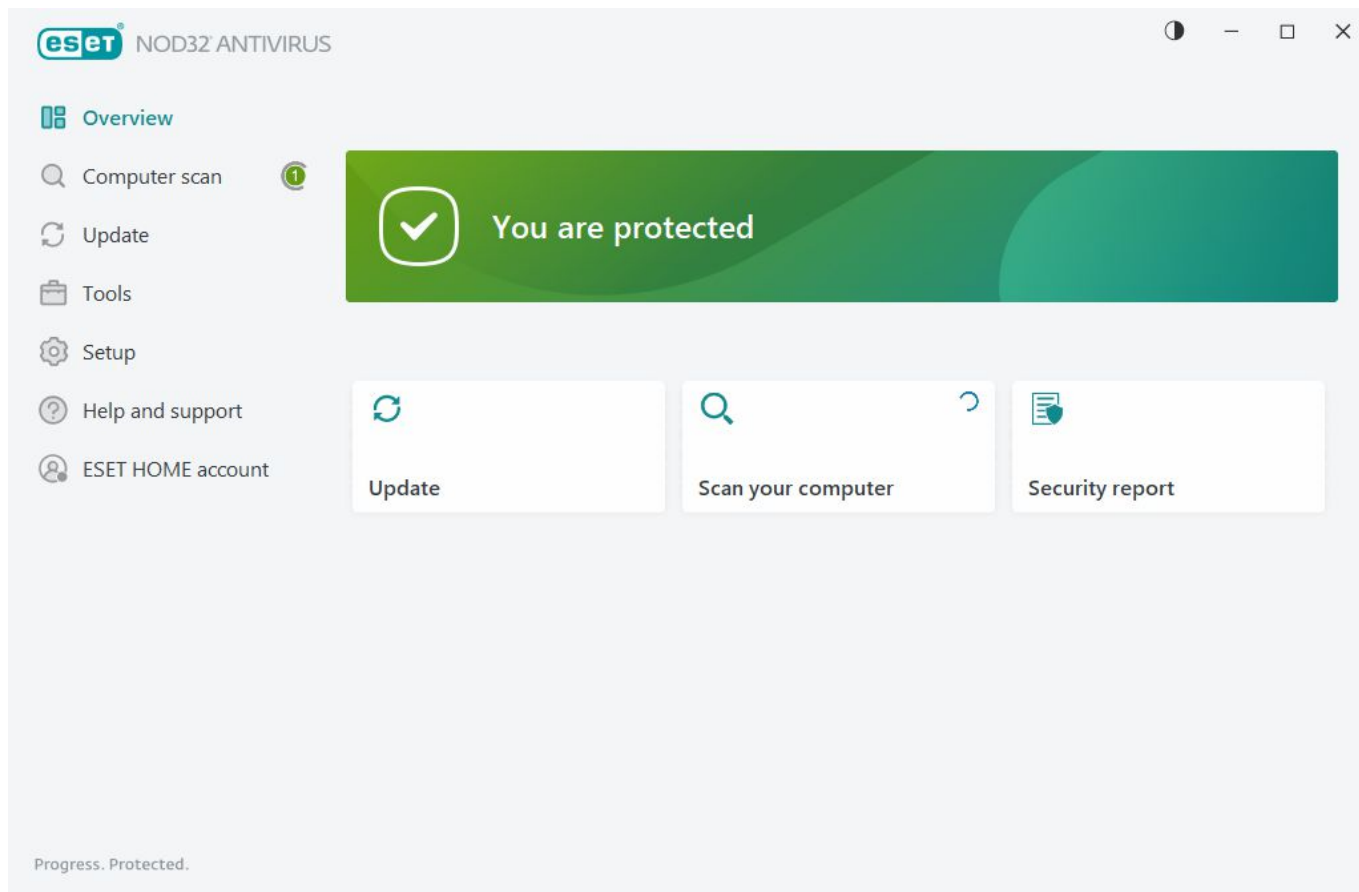 eset® NOD32® ANTIVIRUS
Overview
Computer scan 1
Update
Tools
Setup
Help and support
ESET HOME account
You are protected
Update
Scan your computer
Security report
Progress. Protected.